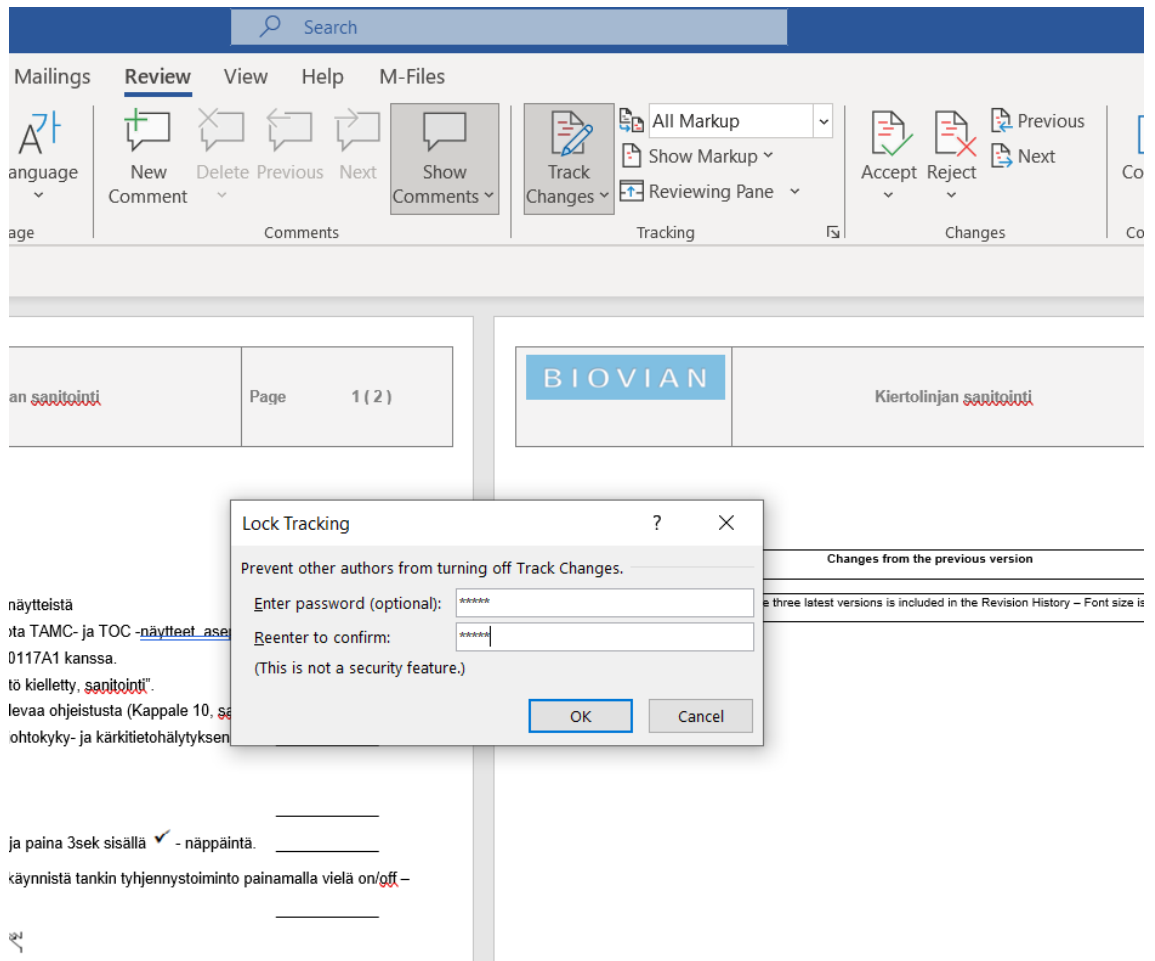 Search
Mailings Review View Help M-Files
anguage
New Comment
Delete
Previous
Next
Show Comments
Track Changes
All Markup
Show Markup
Reviewing Pane
Accept
Reject
Previous
Next
Co
age
Comments
Tracking
Changes
Co
an sanitointi
Page 1 ( 2 )
BIOVIAN
Kiertolinjan sanitointi
Lock Tracking ?
Prevent other authors from turning off Track Changes.
Enter password (optional): *****
Reenter to confirm: *****
(This is not a security feature.)
OK Cancel
Changes from the previous version
e three latest versions is included in the Revision History – Font size is
näytteistä
ota TAMC- ja TOC -näytteet asep
0117A1 kanssa.
tö kielletty, sanitointi”.
levaa ohjeistusta (Kappale 10, sa
johtokyky- ja kärkitietohälytyksen
ja paina 3sek sisällä ✓ - näppäintä.
käynnistä tankin tyhjennystoiminto painamalla vielä on/off –